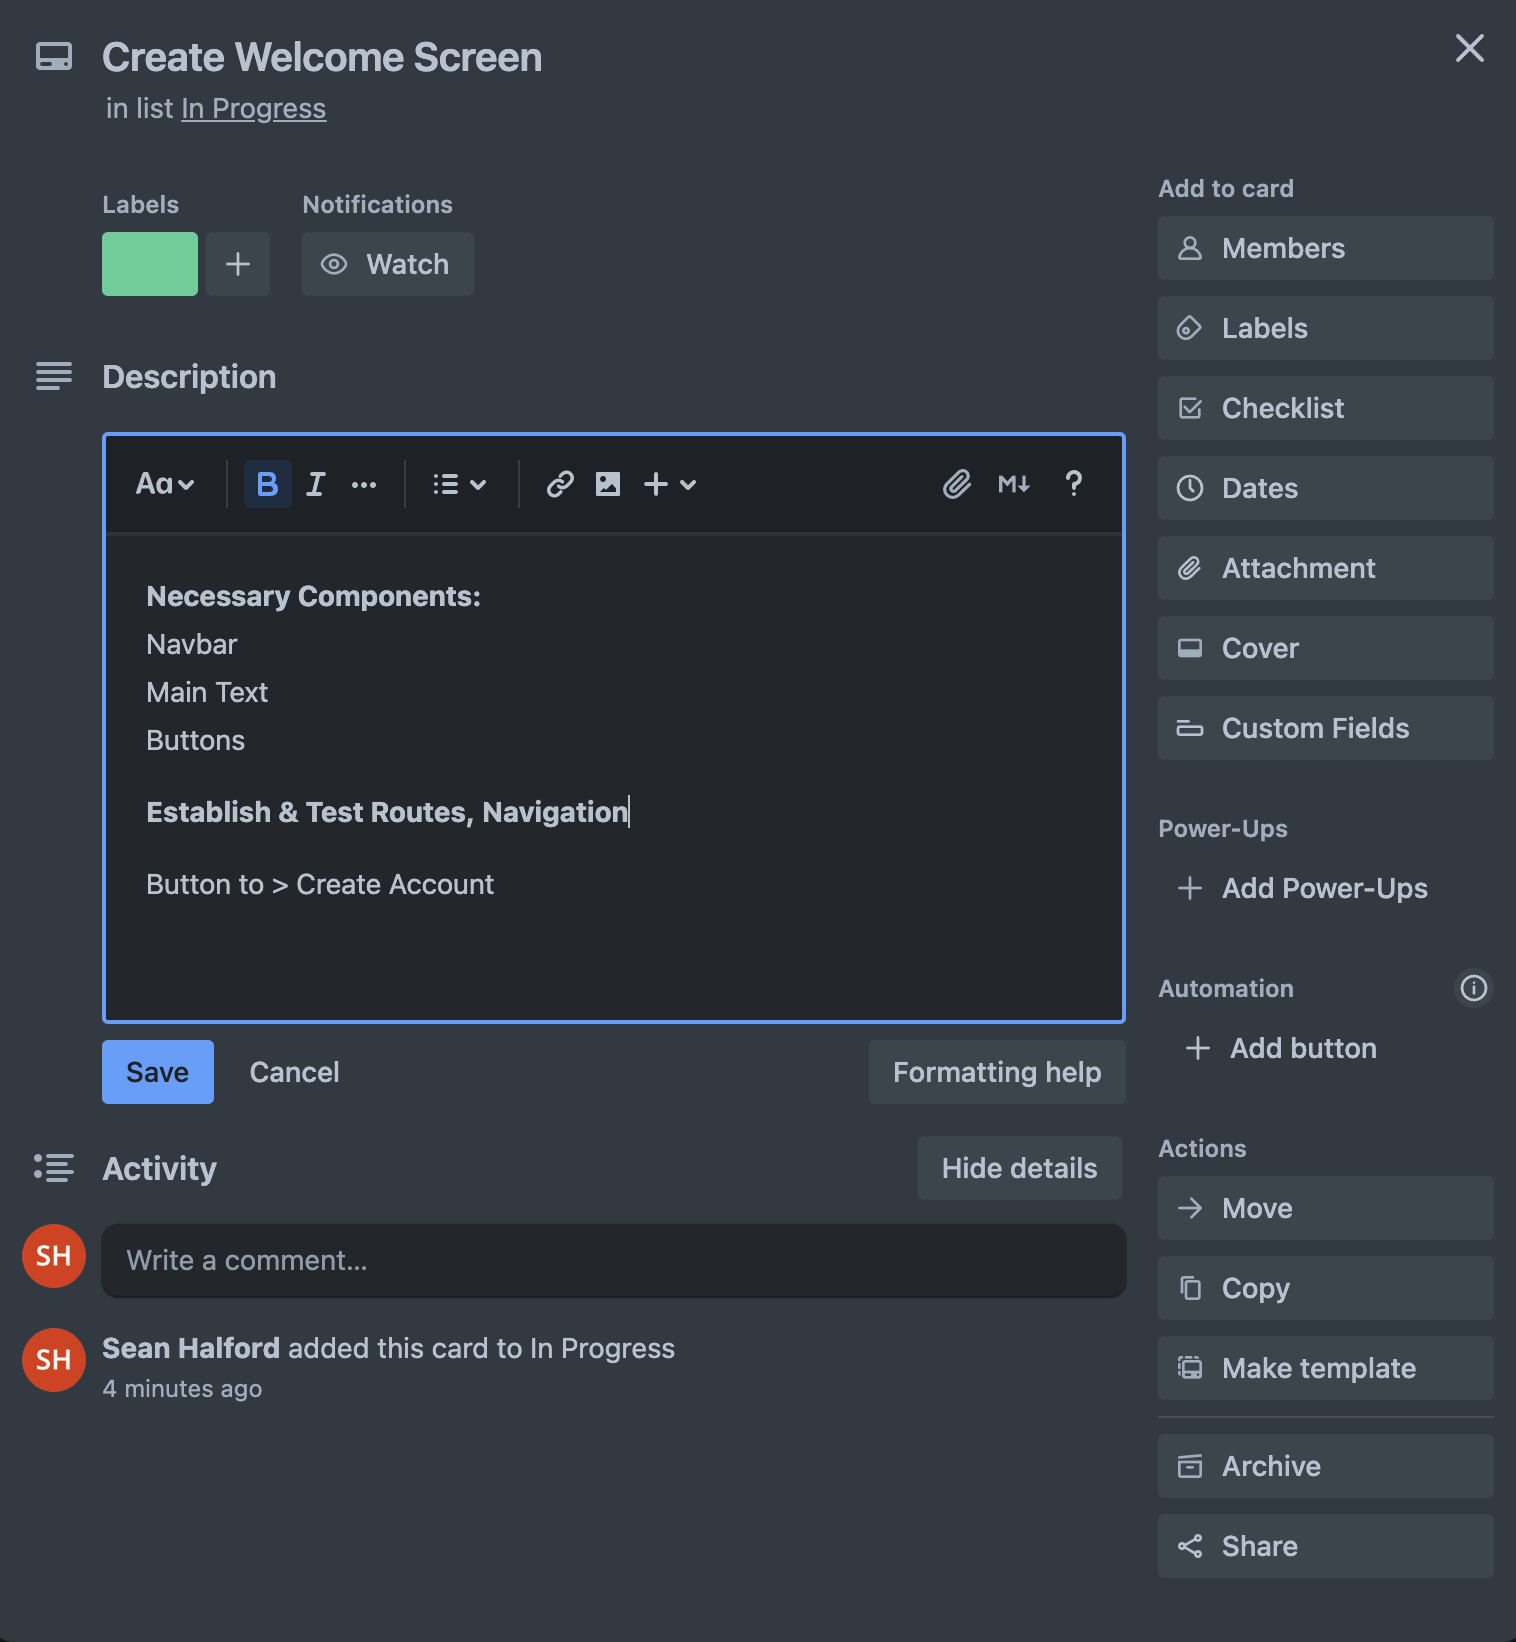 Create Welcome Screen
in list In Progress
Labels
Notifications
Watch
Description
Aa
B
I
M
?
Necessary Components:
Navbar
Main Text
Buttons
Establish & Test Routes, Navigation
Button to > Create Account
Save
Cancel
Formatting help
Activity
Hide details
SH
Write a comment...
SH
Sean Halford added this card to In Progress
4 minutes ago
Add to card
Members
Labels
Checklist
Dates
Attachment
Cover
Custom Fields
Power-Ups
Add Power-Ups
Automation
Add button
Actions
Move
Copy
Make template
Archive
Share